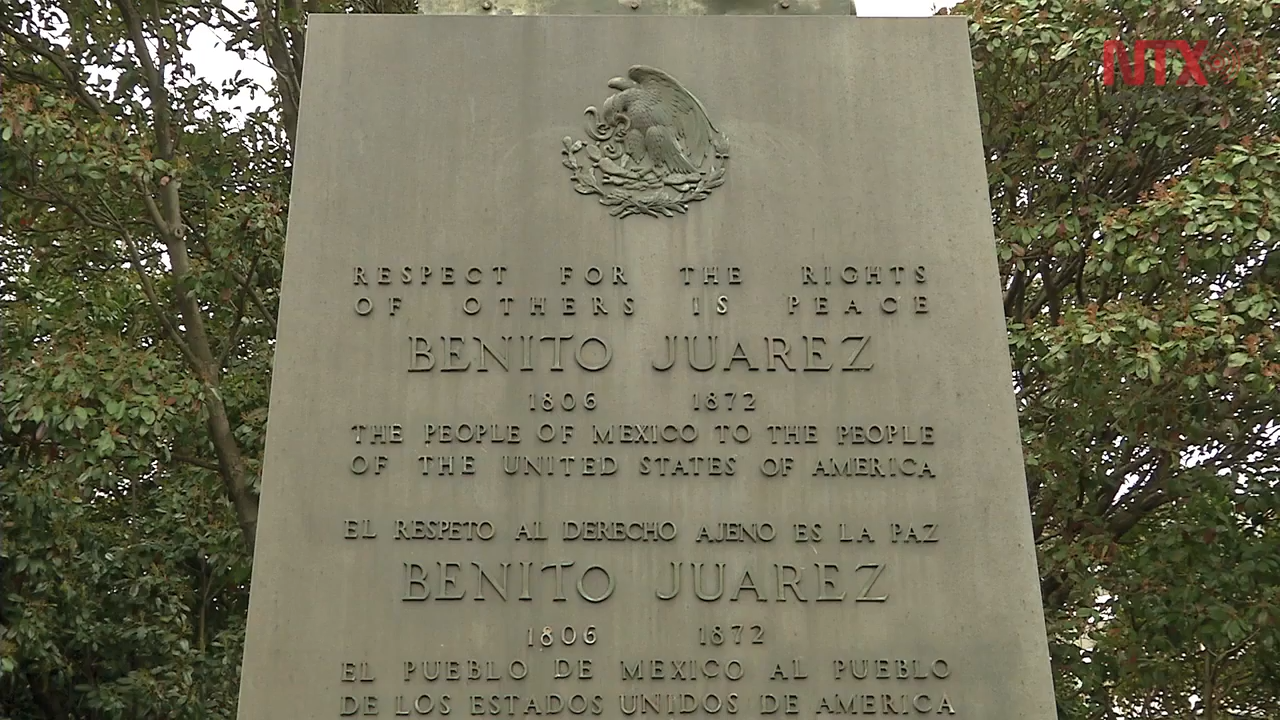 NTX
RESPECT FOR THE RIGHTS
OF OTHERS IS PEACE
BENITO JUAREZ
1806 1872
THE PEOPLE OF MEXICO TO THE PEOPLE
OF THE UNITED STATES OF AMERICA
EL RESPETO AL DERECHO AJENO ES LA PAZ
BENITO JUAREZ
1806 1872
EL PUEBLO DE MEXICO AL PUEBLO
DE LOS ESTADOS UNIDOS DE AMERICA